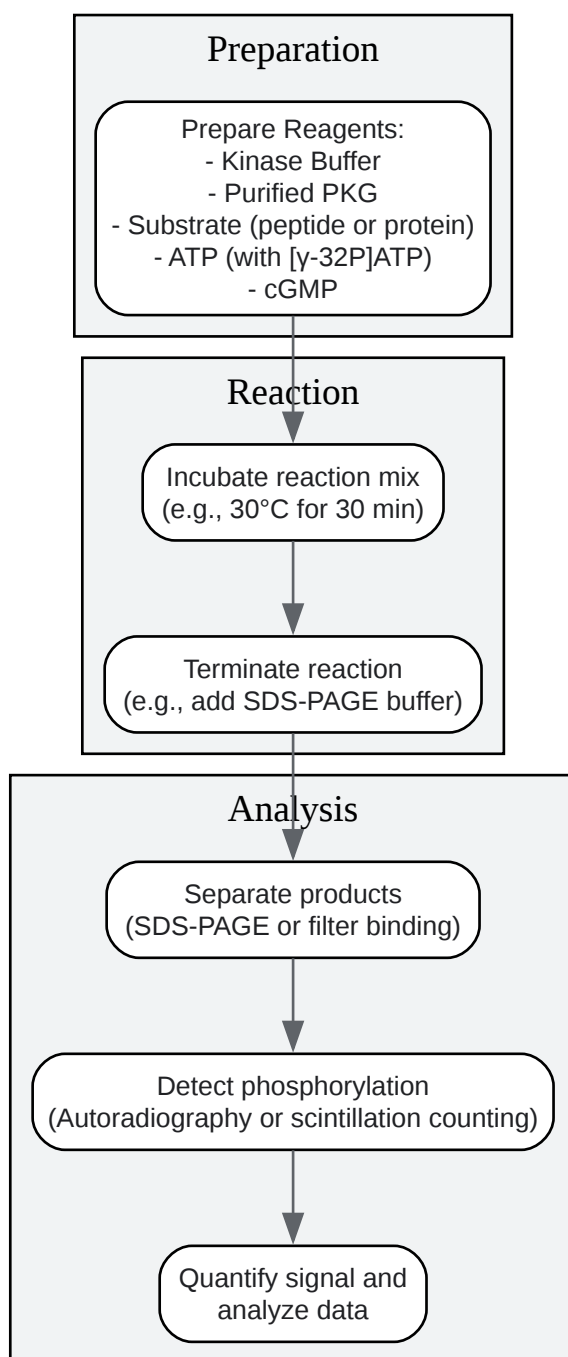 Preparation
Prepare Reagents:
- Kinase Buffer
- Purified PKG
- Substrate (peptide or protein)
- ATP (with [γ-32P]ATP)
- cGMP
Reaction
Incubate reaction mix
(e.g., 30°C for 30 min)
Terminate reaction
(e.g., add SDS-PAGE buffer)
Analysis
Separate products
(SDS-PAGE or filter binding)
Detect phosphorylation
(Autoradiography or scintillation counting)
Quantify signal and
analyze data